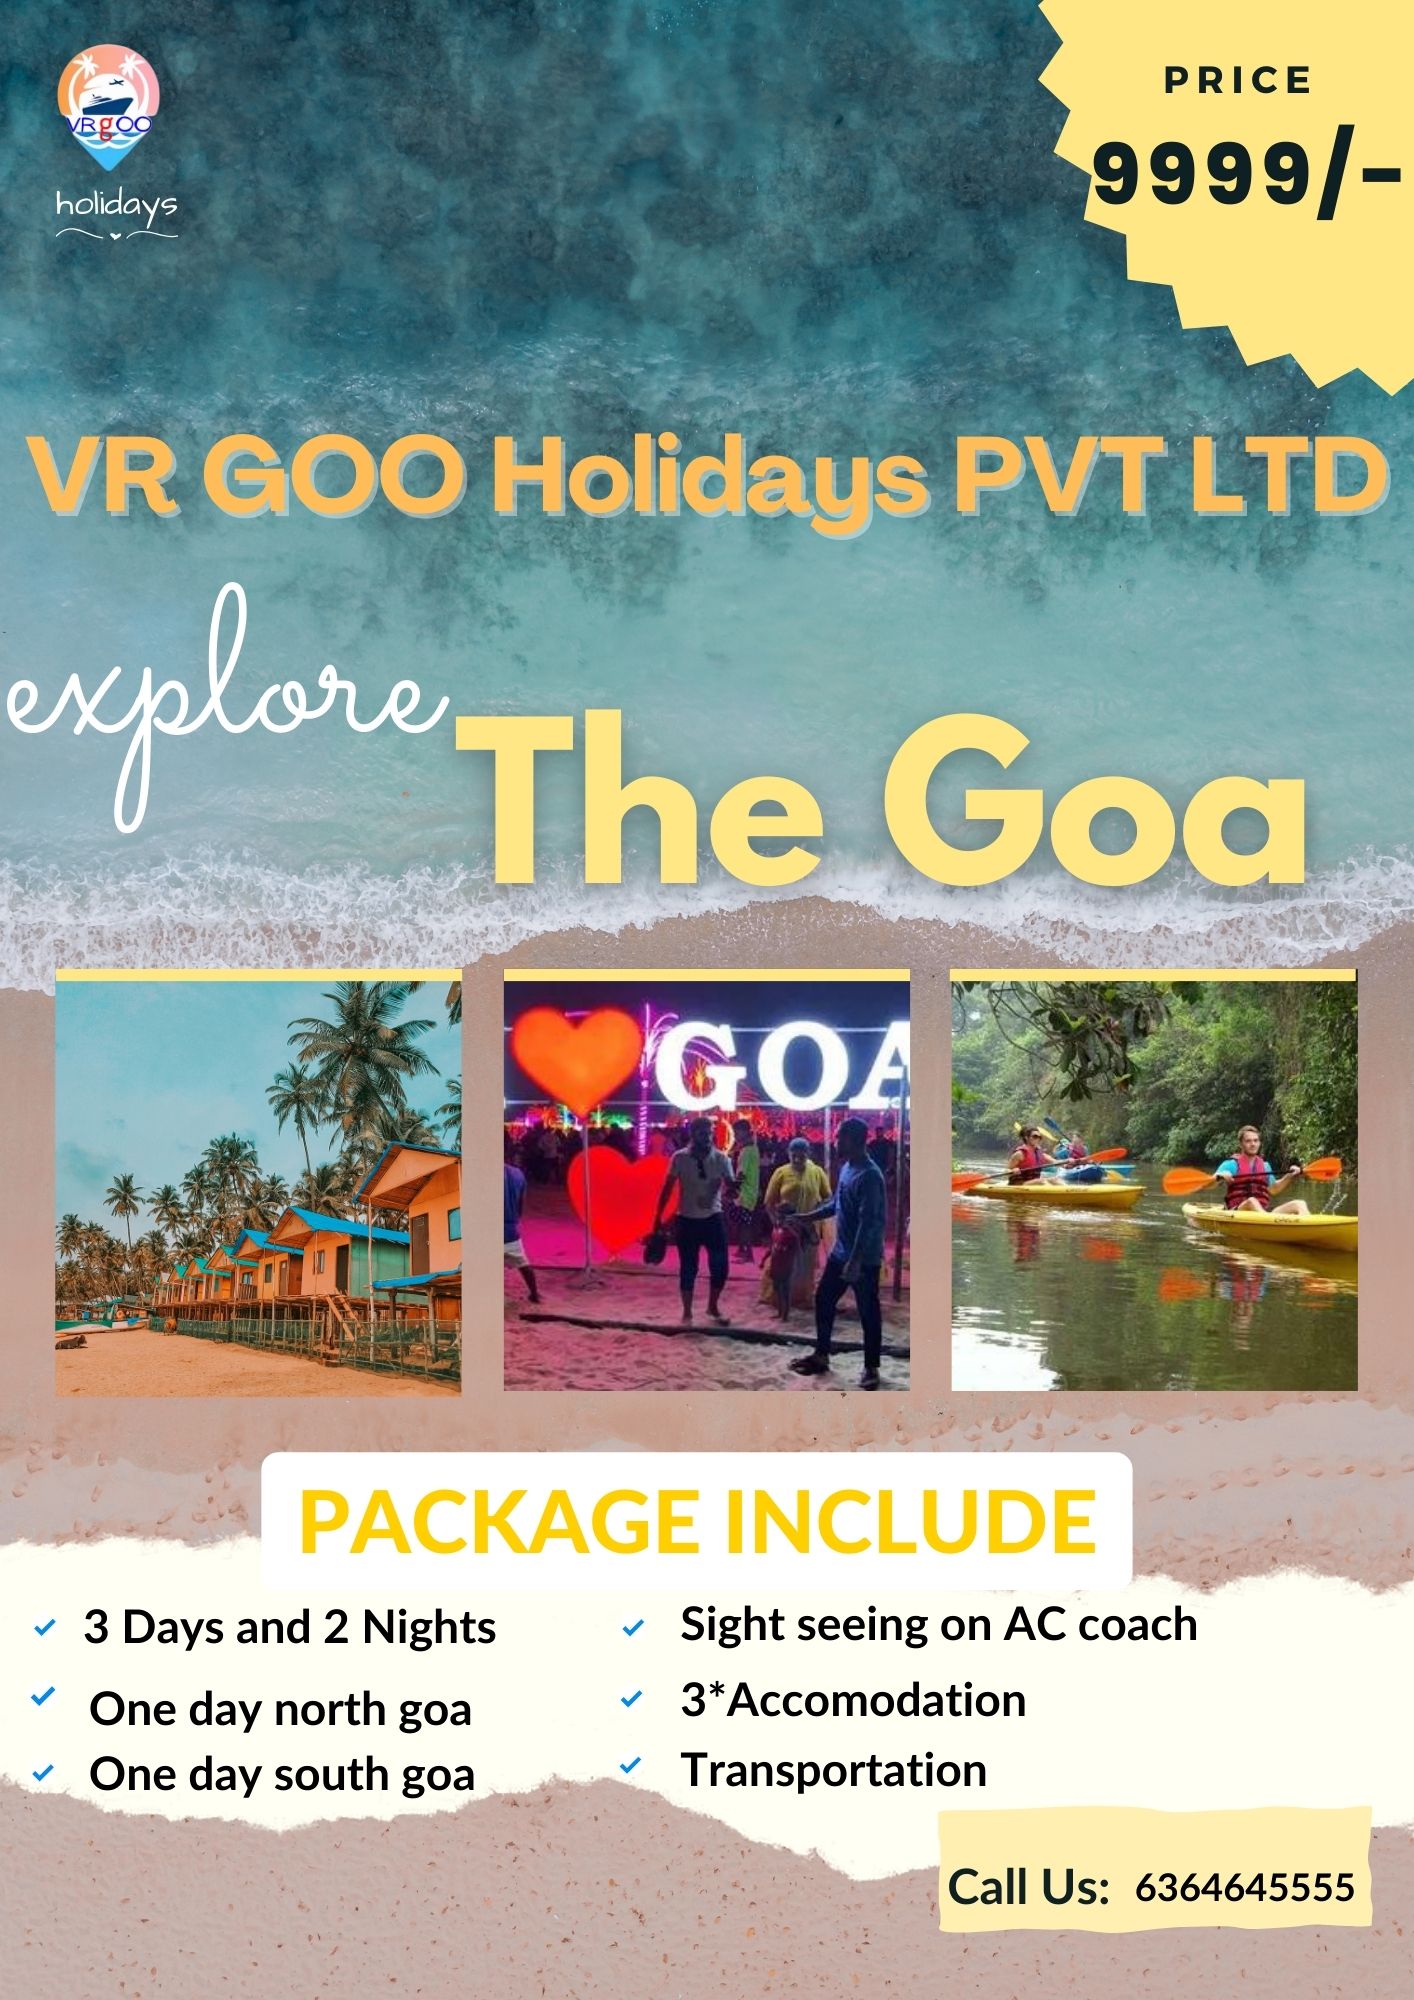 VRgOO
holidays
PRICE
9999/-
VR GOO Holidays PVT LTD
explore
The Goa
GOA
PACKAGE INCLUDE
3 Days and 2 Nights
One day north goa
One day south goa
Sight seeing on AC coach
3*Accomodation
Transportation
Call Us: 6364645555